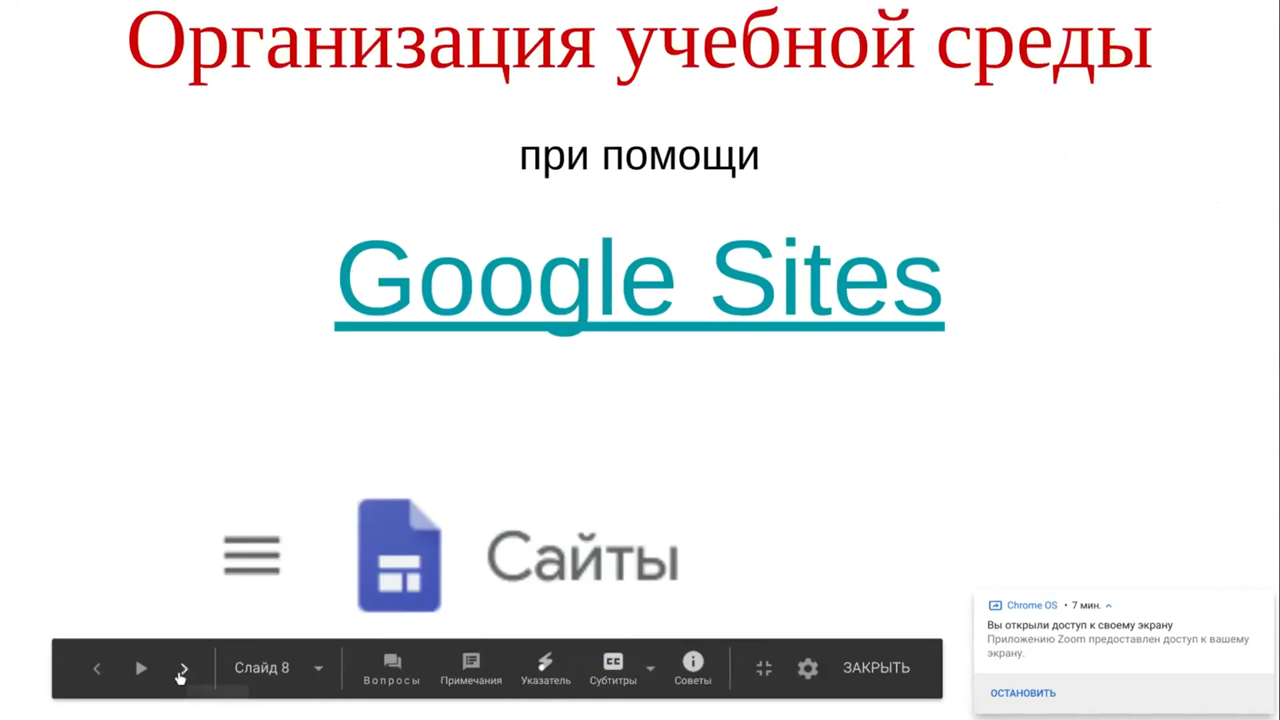 Организация учебной среды
при помощи
Google Sites
Сайты
Слайд 8
Вопросы
Примечания
Указатель
CC
Субтитры
Советы
ЗАКРЫТЬ
Chrome OS • 7 мин.
Вы открыли доступ к своему экрану
Приложению Zoom предоставлен доступ к вашему
экрану.
ОСТАНОВИТЬ